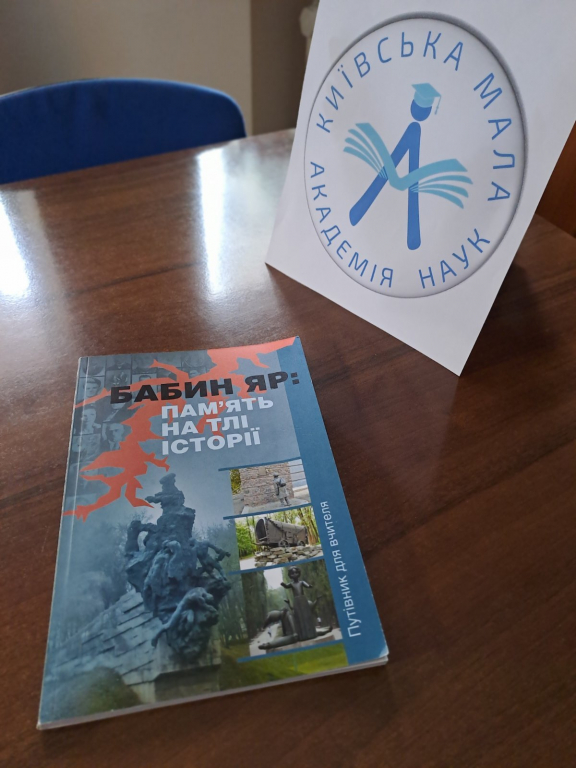 КИЇВСЬКА МАЛА
АКАДЕМІЯ НАУК
БАБИН ЯР:
ПАМ'ЯТЬ
НА ТЛІ
ІСТОРІЇ
Путівник для вчителя